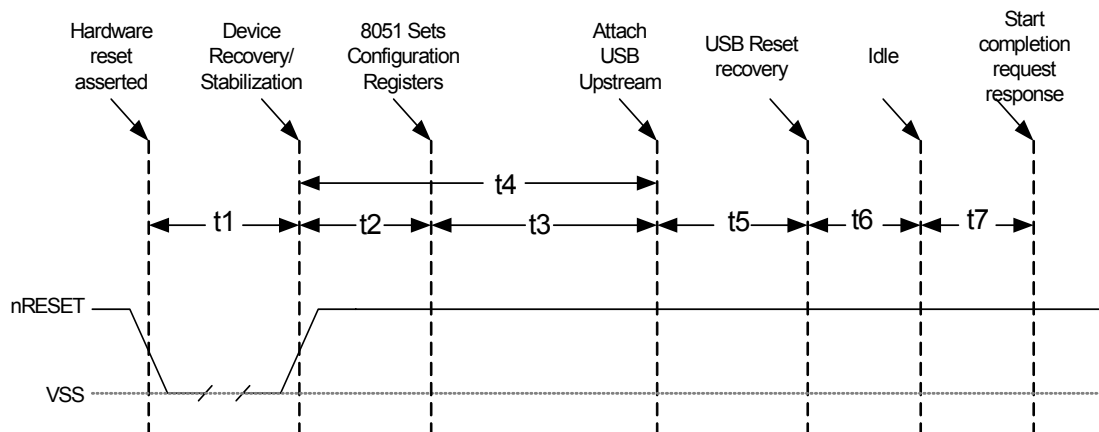 Hardware
reset
asserted
Device
Recovery/
Stabilization
8051 Sets
Configuration
Registers
Attach
USB
Upstream
USB Reset
recovery
Idle
Start
completion
request
response
t4
t1
t2
t3
t5
t6
t7
nRESET
VSS